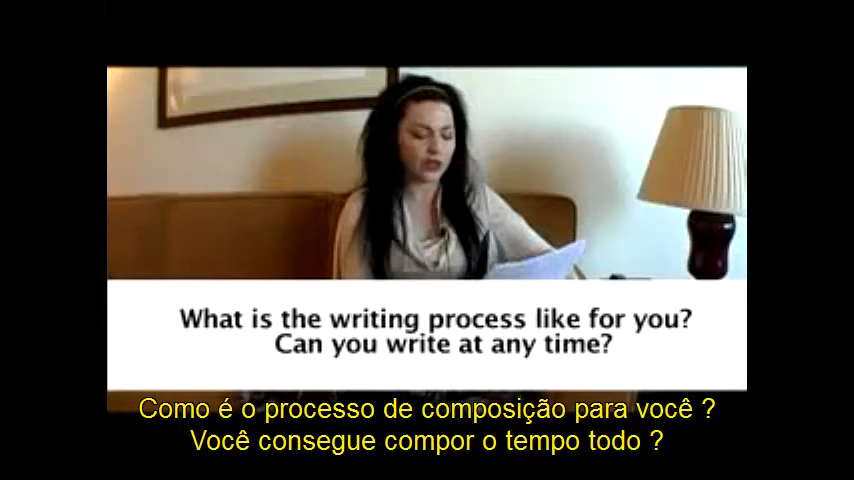 What is the writing process like for you?
Can you write at any time?
Como é o processo de composição para você ?
Você consegue compor o tempo todo ?